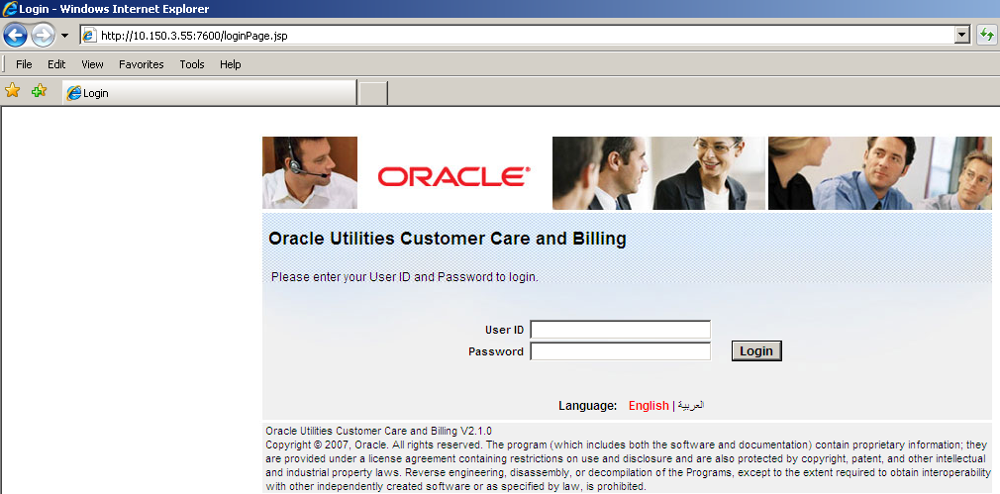 Login - Windows Internet Explorer
http://10.150.3.55:7600/loginPage.jsp
File Edit View Favorites Tools Help
Login
ORACLE®
Oracle Utilities Customer Care and Billing
Please enter your User ID and Password to login.
User ID
Password
Login
Language: English | العربية
Oracle Utilities Customer Care and Billing V2.1.0
Copyright © 2007, Oracle. All rights reserved. The program (which includes both the software and documentation) contain proprietary information; they
are provided under a license agreement containing restrictions on use and disclosure and are also protected by copyright, patent, and other intellectual
and industrial property laws. Reverse engineering, disassembly, or decompilation of the Programs, except to the extent required to obtain interoperability
with other independently created software or as specified by law, is prohibited.